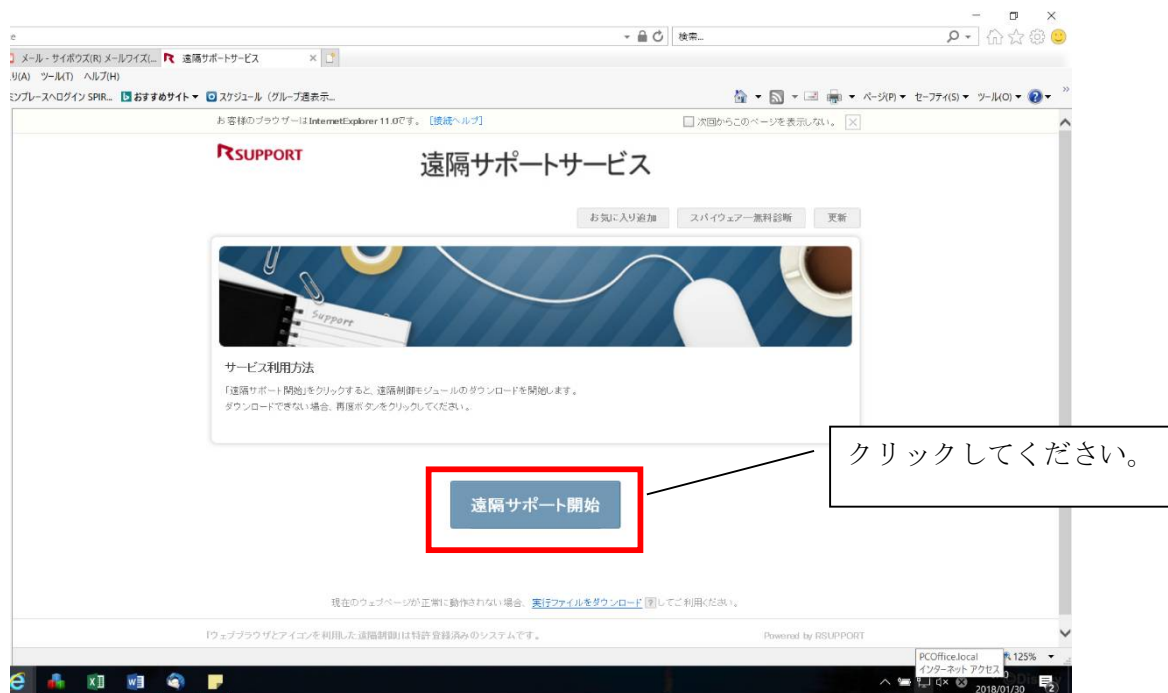 e
検索...
メール - サイボウズ(R) メールワイズ(...
遠隔サポートサービス
り(A) ツール(T) ヘルプ(H)
ミンプレースへログイン SPIR... おすすめサイト スケジュール（グループ週表示...
ページ(P) セーフティ(S) ツール(O)
お客様のブラウザーはInternetExplorer 11.0です。 [接続ヘルプ]
次回からこのページを表示しない。
RSUPPORT
遠隔サポートサービス
お気に入り追加
スパイウェアー無料診断
更新
Support
サービス利用方法
「遠隔サポート開始」をクリックすると、遠隔制御モジュールのダウンロードを開始します。
ダウンロードできない場合、再度ボタンをクリックしてください。
クリックしてください。
遠隔サポート開始
現在のウェブページが正常に動作されない場合、実行ファイルをダウンロード ? してご利用ください。
「ウェブブラウザとアイコンを利用した遠隔制御」は特許登録済みのシステムです。
Powered by RSUPPORT
PCOffice.local
インターネット アクセス
125%
2018/01/30